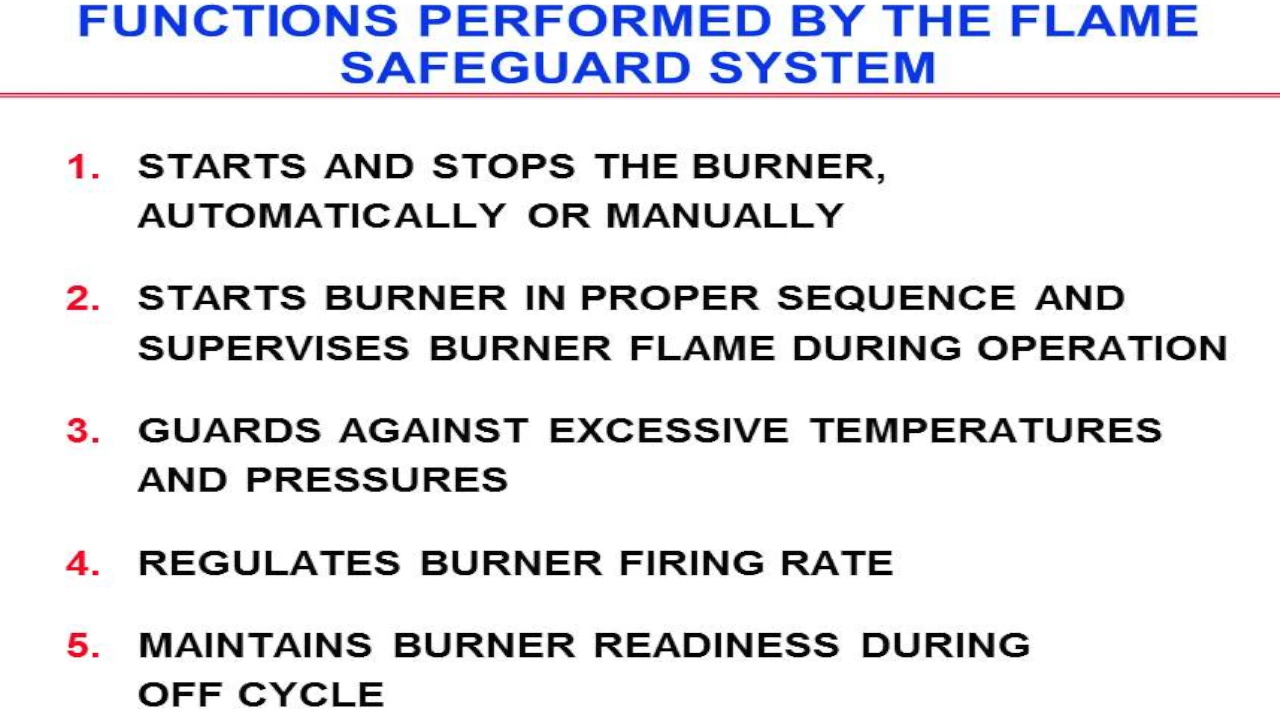 FUNCTIONS PERFORMED BY THE FLAME
SAFEGUARD SYSTEM
1. STARTS AND STOPS THE BURNER,
AUTOMATICALLY OR MANUALLY
2. STARTS BURNER IN PROPER SEQUENCE AND
SUPERVISES BURNER FLAME DURING OPERATION
3. GUARDS AGAINST EXCESSIVE TEMPERATURES
AND PRESSURES
4. REGULATES BURNER FIRING RATE
5. MAINTAINS BURNER READINESS DURING
OFF CYCLE